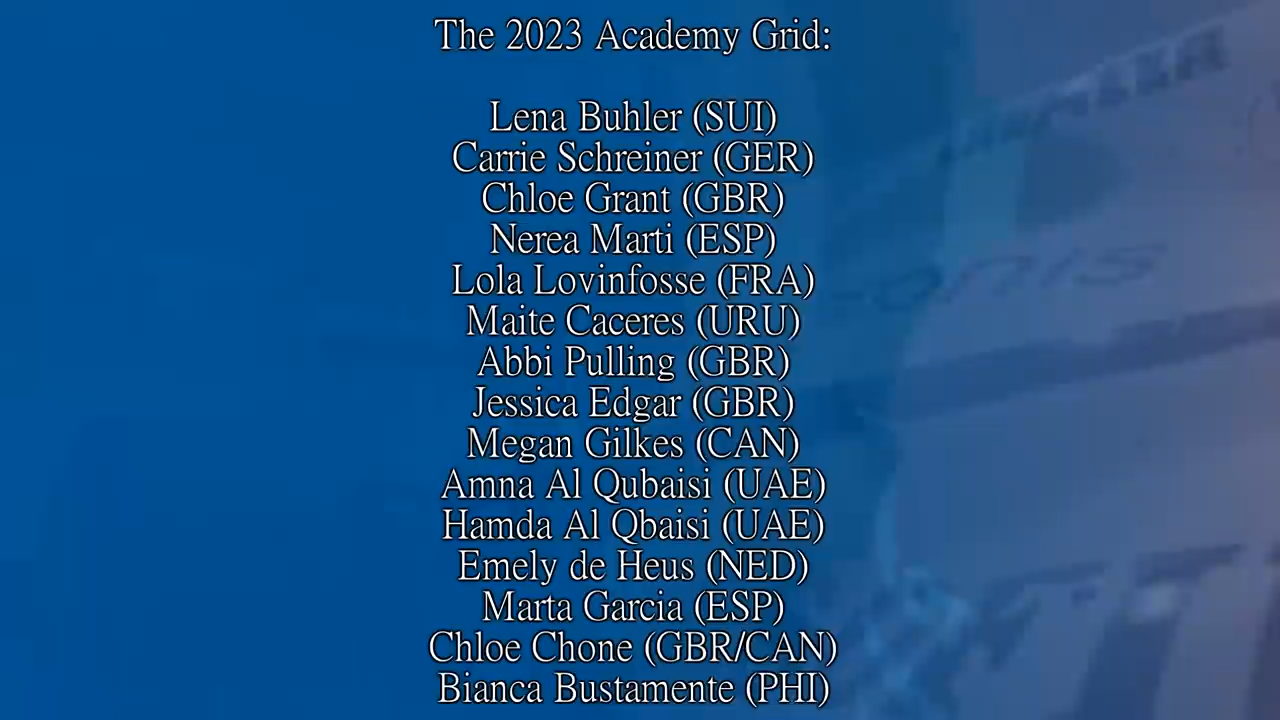 The 2023 Academy Grid:
Lena Buhler (SUI)
Carrie Schreiner (GER)
Chloe Grant (GBR)
Nerea Marti (ESP)
Lola Lovinfosse (FRA)
Maite Caceres (URU)
Abbi Pulling (GBR)
Jessica Edgar (GBR)
Megan Gilkes (CAN)
Amna Al Qubaisi (UAE)
Hamda Al Qbaisi (UAE)
Emely de Heus (NED)
Marta Garcia (ESP)
Chloe Chone (GBR/CAN)
Bianca Bustamente (PHI)